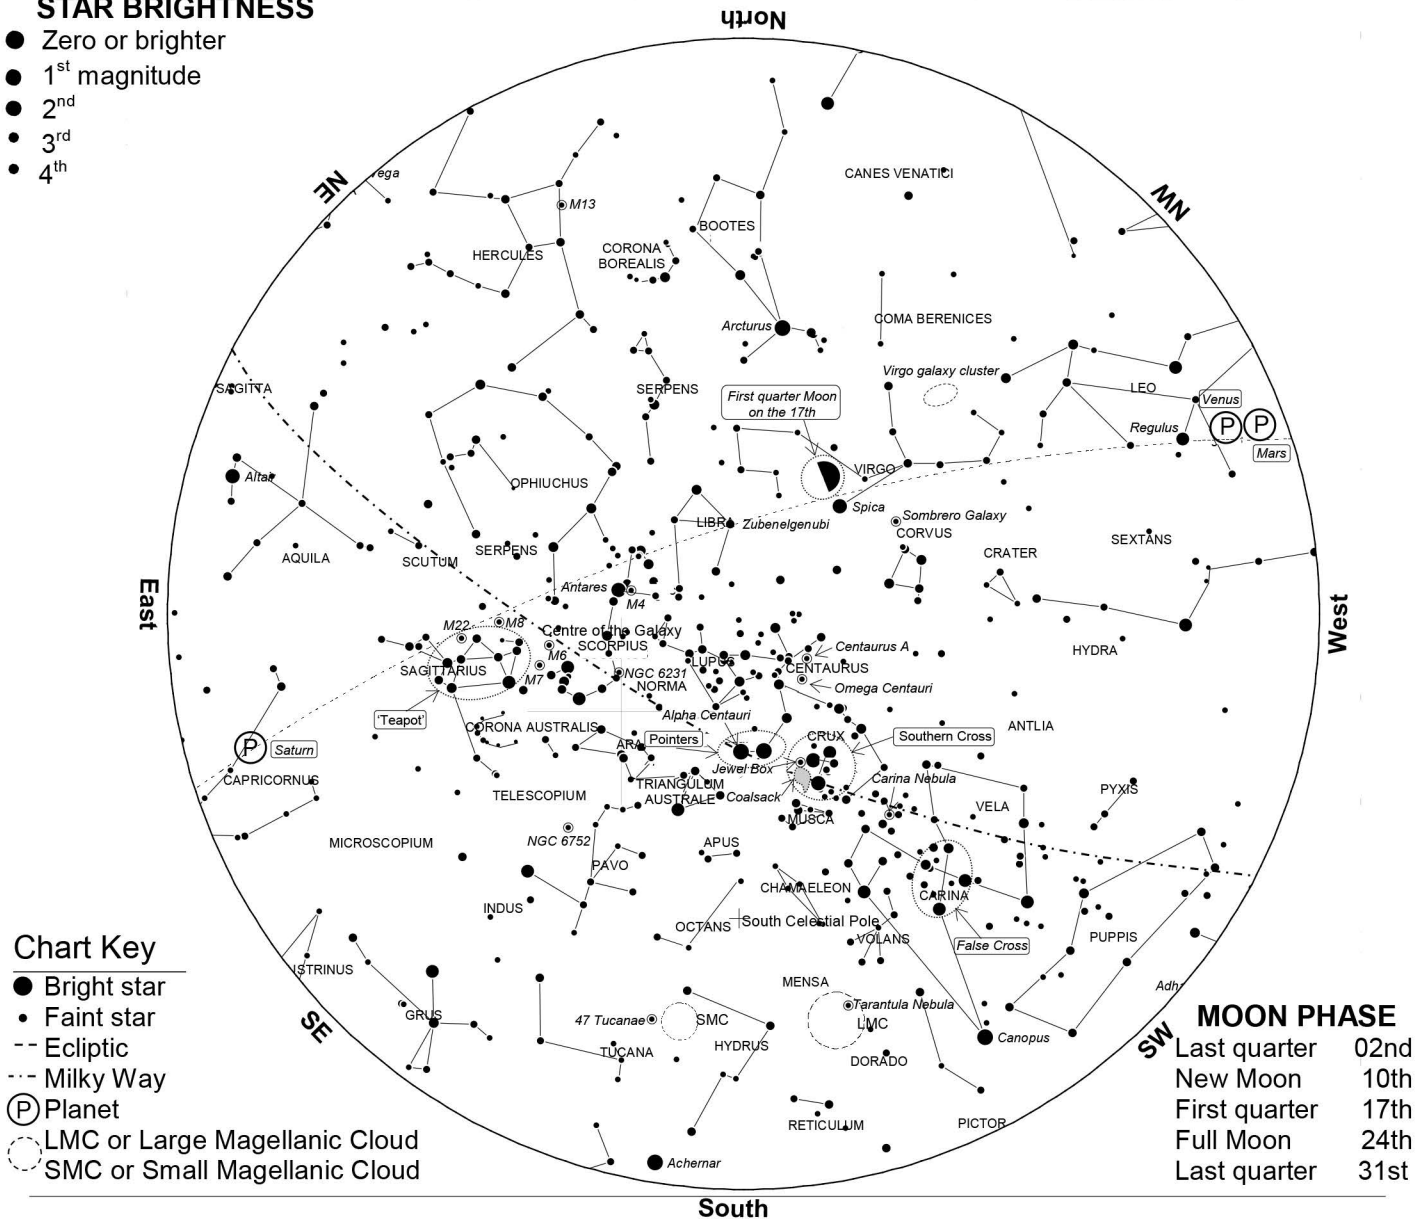 STAR BRIGHTNESS
Zero or brighter
1st magnitude
2nd
3rd
4th
North
NE
NW
CANES VENATICI
M13
BOOTES
HERCULES
CORONA
BOREALIS
Arcturus
COMA BERENICES
Virgo galaxy cluster
SAGITTA
SERPENS
First quarter Moon
on the 17th
LEO
Venus
Regulus
Mars
Altair
OPHIUCHUS
VIRGO
Spica
LIBRA
Zubenelgenubi
Sombrero Galaxy
CORVUS
AQUILA
SCUTUM
SERPENS
CRATER
SEXTANS
Antares
M4
East
West
M22
M8
Centre of the Galaxy
SCORPIUS
Centaurus A
HYDRA
SAGITTARIUS
M6
M7
NGC 6231
NORMA
LUPUS
CENTAURUS
Omega Centauri
'Teapot'
CORONA AUSTRALIS
Alpha Centauri
ANTLIA
Saturn
ARA
Pointers
CRUX
Southern Cross
Jewel Box
Carina Nebula
CAPRICORNUS
TELESCOPIUM
TRIANGULUM
AUSTRALE
Coalsack
MUSCA
VELA
PYXIS
MICROSCOPIUM
NGC 6752
APUS
PAVO
CHAMAELEON
CARINA
INDUS
OCTANS
South Celestial Pole
VOLANS
False Cross
PUPPIS
Chart Key
ISTRINUS
MENSA
Bright star
Faint star
Ecliptic
Milky Way
Planet
LMC or Large Magellanic Cloud
SMC or Small Magellanic Cloud
SE
GRUS
47 Tucanae
SMC
TUCANA
HYDRUS
Tarantula Nebula
LMC
DORADO
Canopus
SW
RETICULUM
PICTOR
Achernar
South
MOON PHASE
Last quarter 02nd
New Moon 10th
First quarter 17th
Full Moon 24th
Last quarter 31st
P
P
P
P